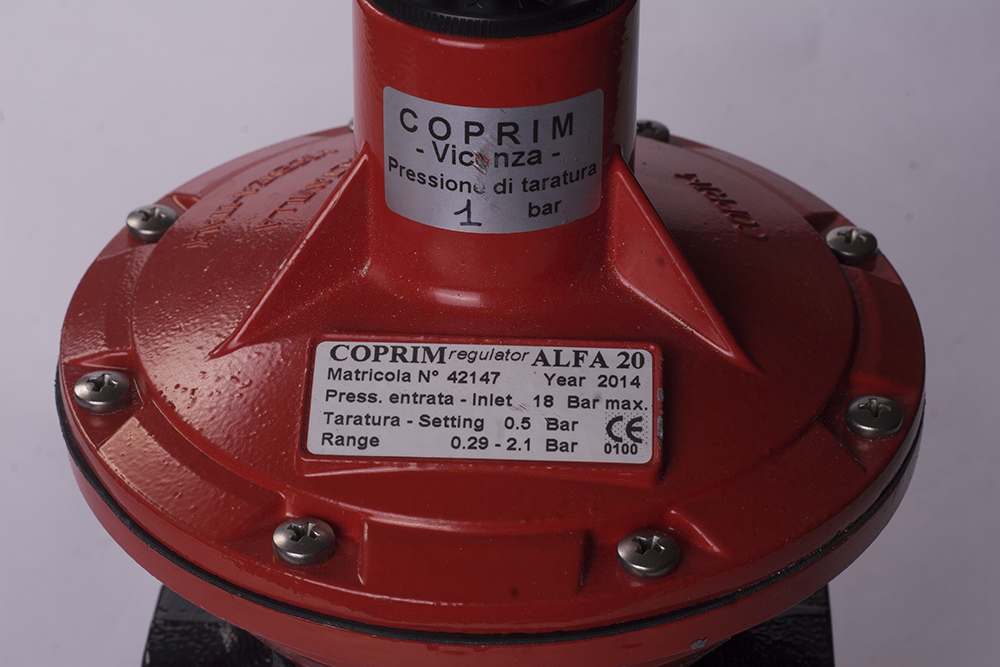 COPRIM
- Vicenza -
Pressione di taratura
1 bar
COPRIM regulator ALFA 20
Matricola N° 42147 Year 2014
Press. entrata - Inlet 18 Bar max.
Taratura - Setting 0.5 Bar
Range 0.29 - 2.1 Bar
CE
0100